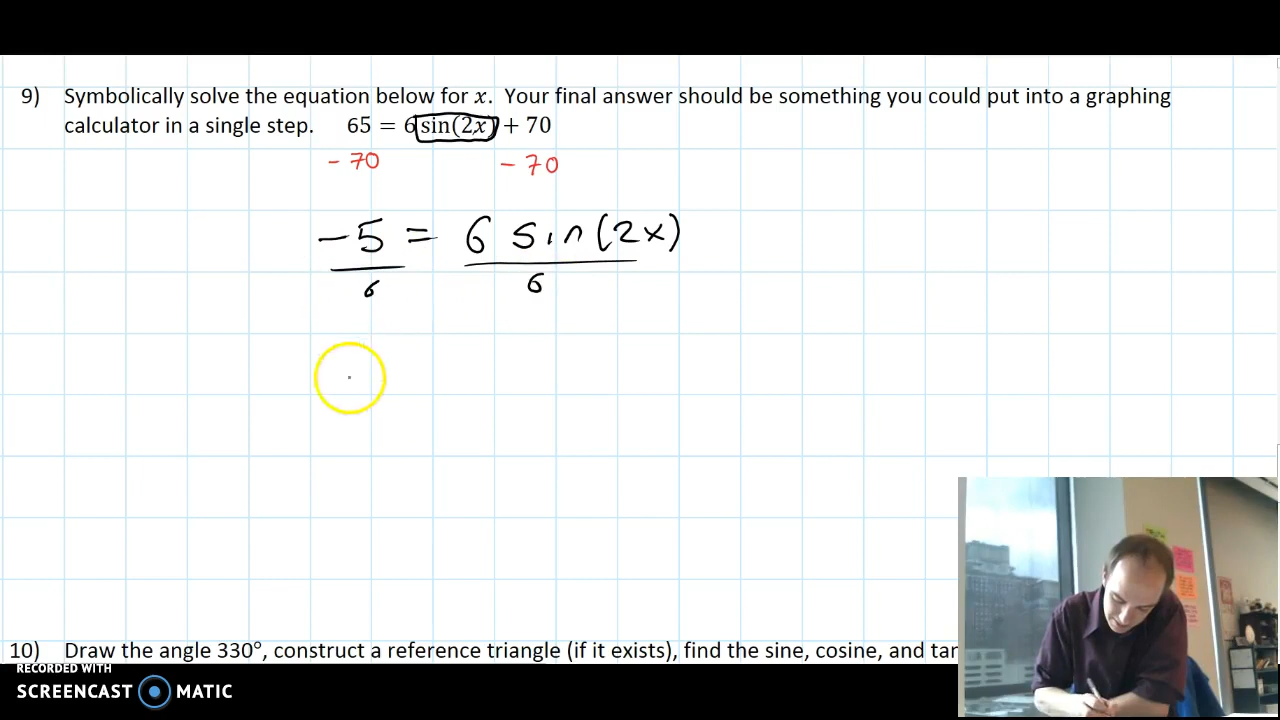 9) Symbolically solve the equation below for x. Your final answer should be something you could put into a graphing
calculator in a single step. 65 = 6 sin(2x) + 70
- 70 - 70
-5 = 6 sin(2x)
6 6
10) Draw the angle 330°, construct a reference triangle (if it exists), find the sine, cosine, and tan
RECORDED WITH
SCREENCAST MATIC